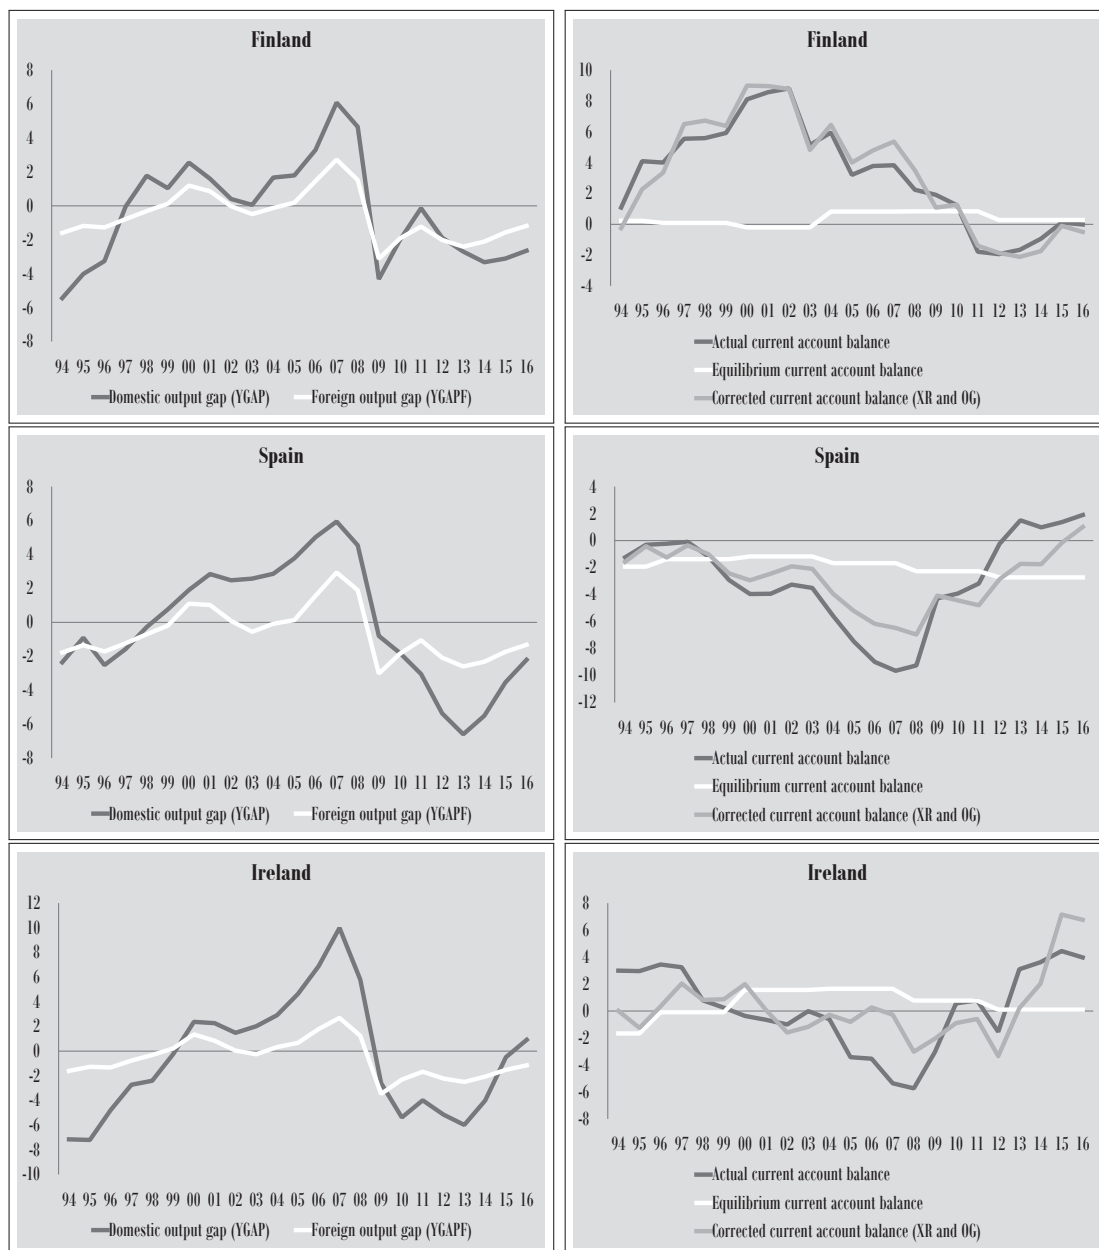 Finland
8
6
4
2
0
-2
-4
-6
-8
94 95 96 97 98 99 00 01 02 03 04 05 06 07 08 09 10 11 12 13 14 15 16
Domestic output gap (YGAP) Foreign output gap (YGAPF)
Finland
10
8
6
4
2
0
-2
-4
94 95 96 97 98 99 00 01 02 03 04 05 06 07 08 09 10 11 12 13 14 15 16
Actual current account balance
Equilibrium current account balance
Corrected current account balance (XR and OG)
Spain
8
6
4
2
0
-2
-4
-6
-8
94 95 96 97 98 99 00 01 02 03 04 05 06 07 08 09 10 11 12 13 14 15 16
Domestic output gap (YGAP) Foreign output gap (YGAPF)
Spain
4
2
0
-2
-4
-6
-8
-10
-12
94 95 96 97 98 99 00 01 02 03 04 05 06 07 08 09 10 11 12 13 14 15 16
Actual current account balance
Equilibrium current account balance
Corrected current account balance (XR and OG)
Ireland
12
10
8
6
4
2
0
-2
-4
-6
-8
-10
94 95 96 97 98 99 00 01 02 03 04 05 06 07 08 09 10 11 12 13 14 15 16
Domestic output gap (YGAP) Foreign output gap (YGAPF)
Ireland
8
6
4
2
0
-2
-4
-6
-8
94 95 96 97 98 99 00 01 02 03 04 05 06 07 08 09 10 11 12 13 14 15 16
Actual current account balance
Equilibrium current account balance
Corrected current account balance (XR and OG)